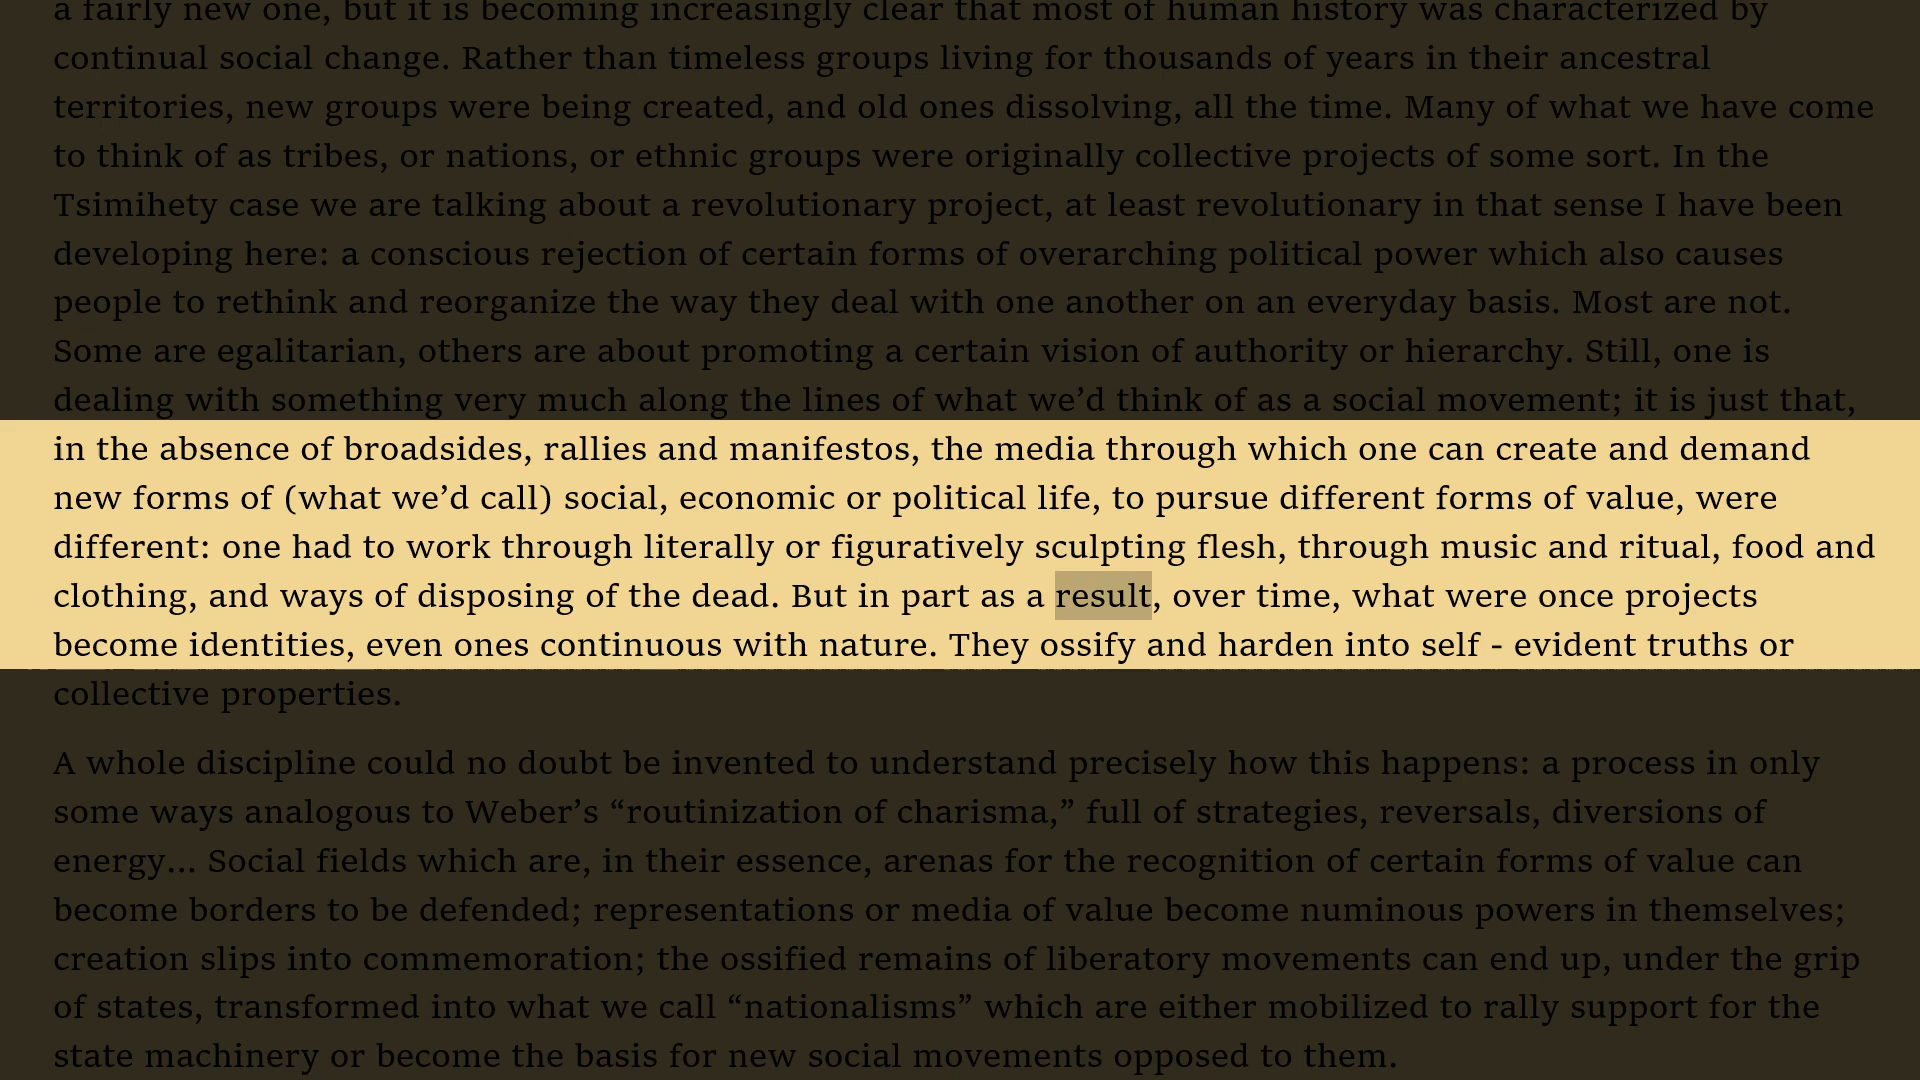 a fairly new one, but it is becoming increasingly clear that most of human history was characterized by
continual social change. Rather than timeless groups living for thousands of years in their ancestral
territories, new groups were being created, and old ones dissolving, all the time. Many of what we have come
to think of as tribes, or nations, or ethnic groups were originally collective projects of some sort. In the
Tsimihety case we are talking about a revolutionary project, at least revolutionary in that sense I have been
developing here: a conscious rejection of certain forms of overarching political power which also causes
people to rethink and reorganize the way they deal with one another on an everyday basis. Most are not.
Some are egalitarian, others are about promoting a certain vision of authority or hierarchy. Still, one is
dealing with something very much along the lines of what we’d think of as a social movement; it is just that,
in the absence of broadsides, rallies and manifestos, the media through which one can create and demand
new forms of (what we’d call) social, economic or political life, to pursue different forms of value, were
different: one had to work through literally or figuratively sculpting flesh, through music and ritual, food and
clothing, and ways of disposing of the dead. But in part as a result, over time, what were once projects
become identities, even ones continuous with nature. They ossify and harden into self - evident truths or
collective properties.
A whole discipline could no doubt be invented to understand precisely how this happens: a process in only
some ways analogous to Weber’s “routinization of charisma,” full of strategies, reversals, diversions of
energy... Social fields which are, in their essence, arenas for the recognition of certain forms of value can
become borders to be defended; representations or media of value become numinous powers in themselves;
creation slips into commemoration; the ossified remains of liberatory movements can end up, under the grip
of states, transformed into what we call “nationalisms” which are either mobilized to rally support for the
state machinery or become the basis for new social movements opposed to them.